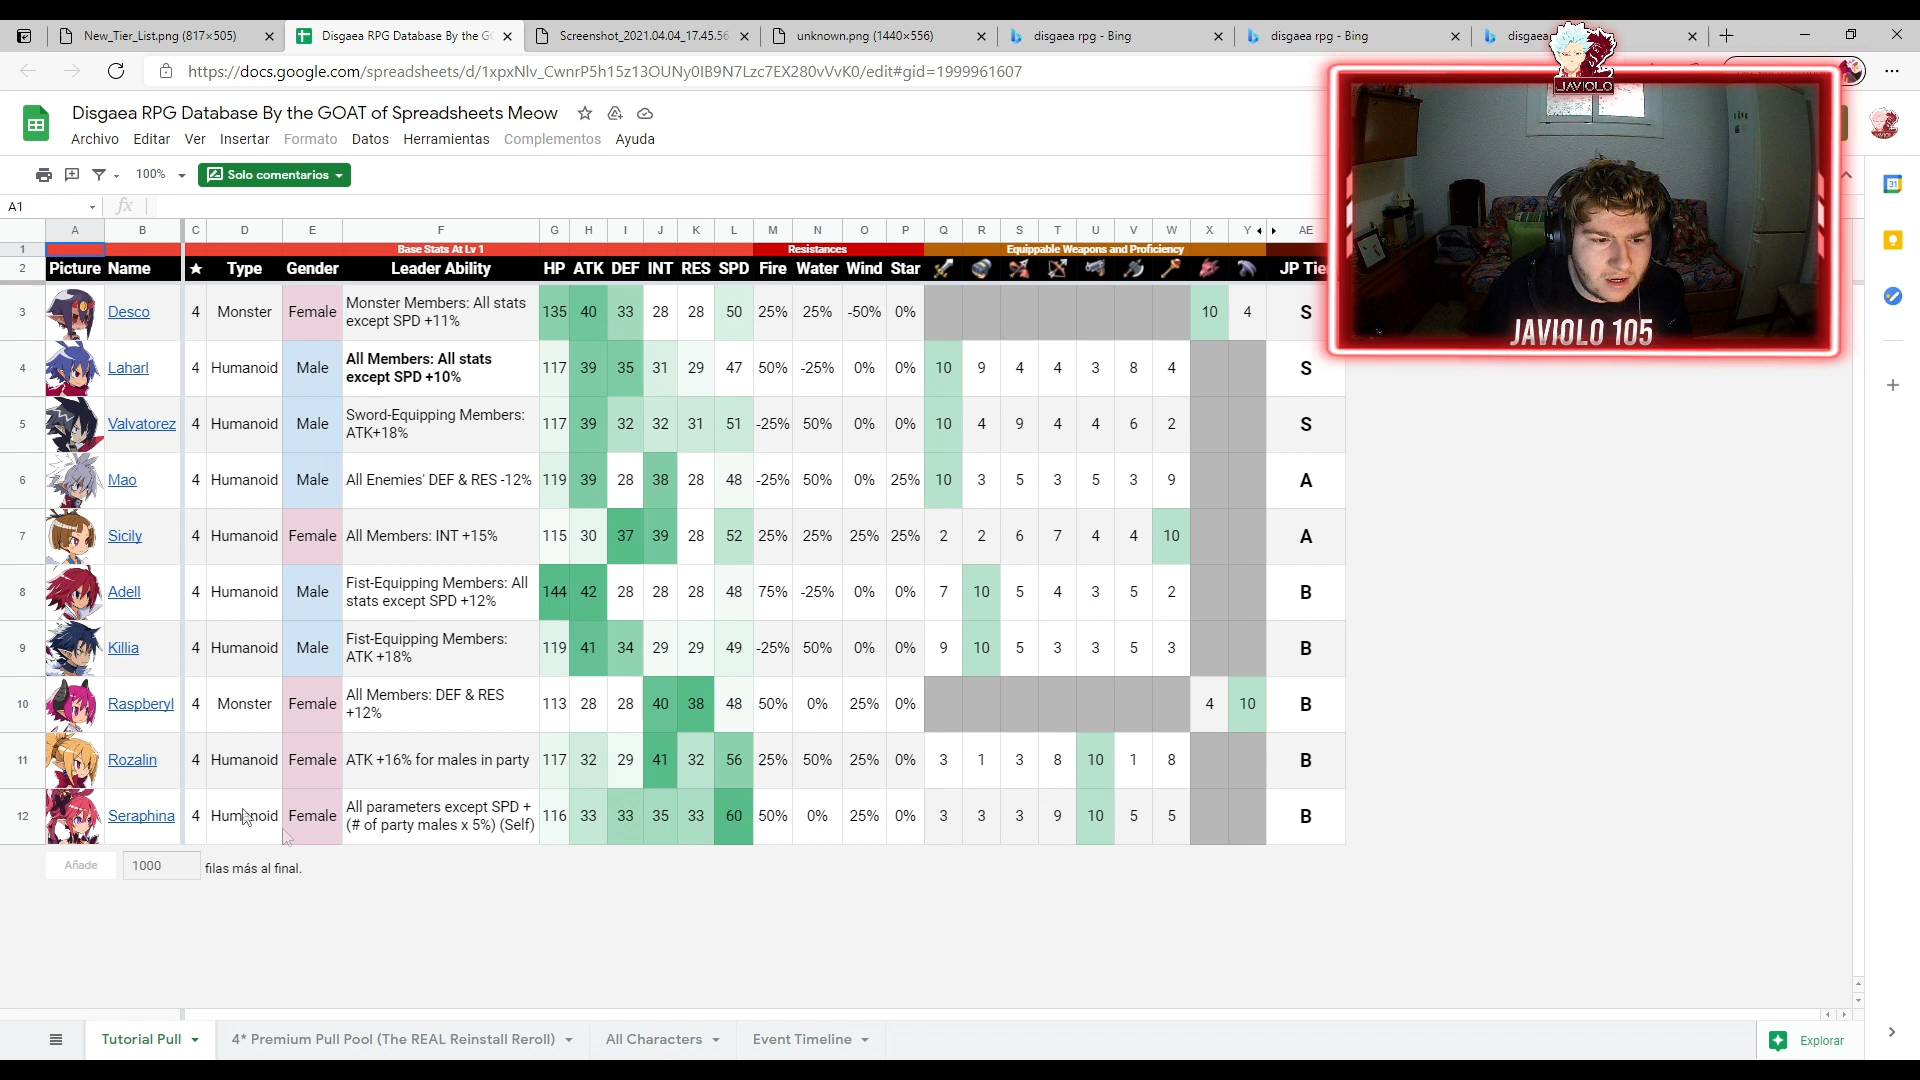 New_Tier_List.png (817×505)
Disgaea RPG Database By the G
Screenshot_2021.04.04_17.45.56
unknown.png (1440×556)
disgaea rpg - Bing
disgaea rpg - Bing
disgaea
https://docs.google.com/spreadsheets/d/1xpxNlv_CwnrP5h15z13OUNy0IB9N7Lzc7EX280vVvK0/edit#gid=1999961607
JAVIOLO
Disgaea RPG Database By the GOAT of Spreadsheets Meow
Archivo Editar Ver Insertar Formato Datos Herramientas Complementos Ayuda
100% Solo comentarios
A1 fx
A B C D E F G H I J K L M N O P Q R S T U V W X Y AE
1 Base Stats At Lv 1 Resistances Equippable Weapons and Proficiency
2 Picture Name ★ Type Gender Leader Ability HP ATK DEF INT RES SPD Fire Water Wind Star JP Tier
3 Desco 4 Monster Female Monster Members: All stats except SPD +11% 135 40 33 28 28 50 25% 25% -50% 0% 10 4 S
4 Laharl 4 Humanoid Male All Members: All stats except SPD +10% 117 39 35 31 29 47 50% -25% 0% 0% 10 9 4 4 3 8 4 S
5 Valvatorez 4 Humanoid Male Sword-Equipping Members: ATK+18% 117 39 32 32 31 51 -25% 50% 0% 0% 10 4 9 4 4 6 2 S
6 Mao 4 Humanoid Male All Enemies' DEF & RES -12% 119 39 28 38 28 48 -25% 50% 0% 25% 10 3 5 3 5 3 9 A
7 Sicily 4 Humanoid Female All Members: INT +15% 115 30 37 39 28 52 25% 25% 25% 25% 2 2 6 7 4 4 10 A
8 Adell 4 Humanoid Male Fist-Equipping Members: All stats except SPD +12% 144 42 28 28 28 48 75% -25% 0% 0% 7 10 5 4 3 5 2 B
9 Killia 4 Humanoid Male Fist-Equipping Members: ATK +18% 119 41 34 29 29 49 -25% 50% 0% 0% 9 10 5 3 3 5 3 B
10 Raspberyl 4 Monster Female All Members: DEF & RES +12% 113 28 28 40 38 48 50% 0% 25% 0% 4 10 B
11 Rozalin 4 Humanoid Female ATK +16% for males in party 117 32 29 41 32 56 25% 50% 25% 0% 3 1 3 8 10 1 8 B
12 Seraphina 4 Humanoid Female All parameters except SPD + (# of party males x 5%) (Self) 116 33 33 35 33 60 50% 0% 25% 0% 3 3 3 9 10 5 5 B
JAVIOLO 105
31
Añade 1000 filas más al final.
Tutorial Pull 4* Premium Pull Pool (The REAL Reinstall Reroll) All Characters Event Timeline Explorar